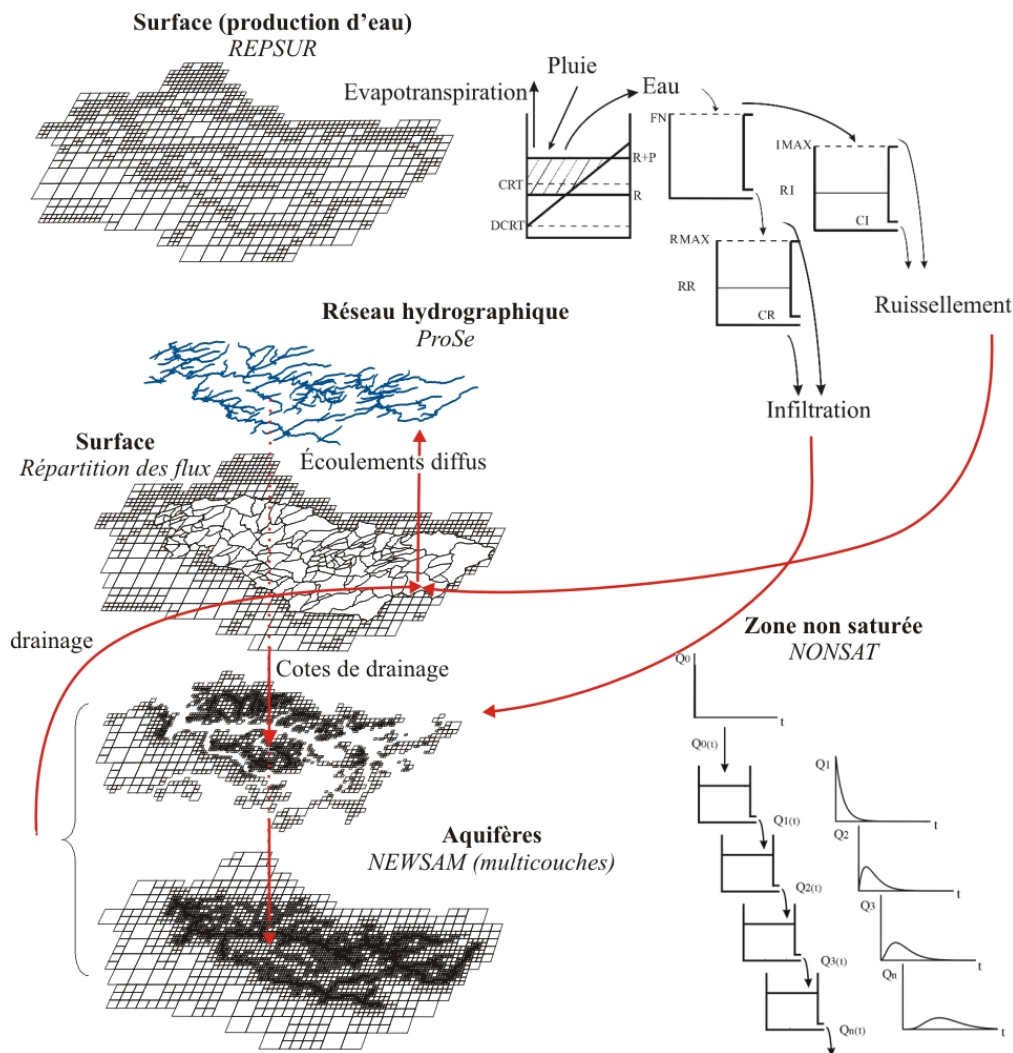 Surface (production d'eau)
REPSUR
Pluie
Evapotranspiration
Eau
FN
R+P
CRT
R
DCRT
IMAX
RI
CI
RMAX
RR
CR
Ruissellement
Infiltration
Réseau hydrographique
ProSe
Surface
Répartition des flux
Écoulements diffus
drainage
Cotes de drainage
Zone non saturée
NONSAT
Q0
t
Q0(t)
Q1
Q1(t)
t
Q2
Q2(t)
t
Q3
Q3(t)
t
Qn
Qn(t)
t
Aquifères
NEWSAM (multicouches)